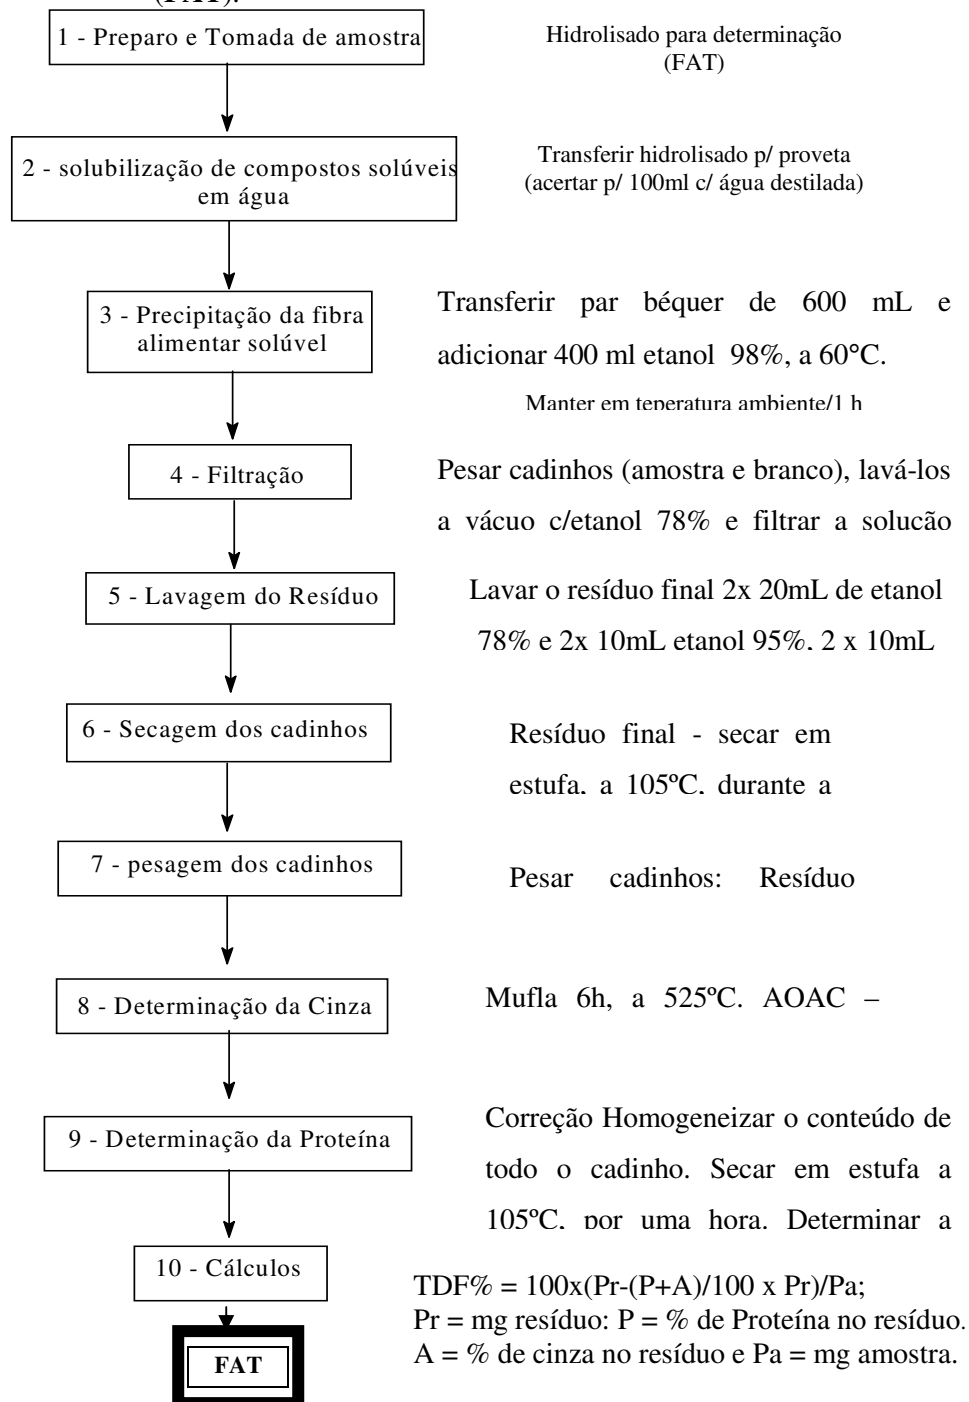 (FAT).
1 - Preparo e Tomada de amostra
Hidrolisado para determinação
(FAT)
2 - solubilização de compostos solúveis
em água
Transferir hidrolisado p/ proveta
(acertar p/ 100ml c/ água destilada)
3 - Precipitação da fibra
alimentar solúvel
Transferir par béquer de 600 mL e
adicionar 400 ml etanol 98%, a 60°C.
Manter em teperatura ambiente/1 h
4 - Filtração
Pesar cadinhos (amostra e branco), lavá-los
a vácuo c/etanol 78% e filtrar a solucão
5 - Lavagem do Resíduo
Lavar o resíduo final 2x 20mL de etanol
78% e 2x 10mL etanol 95%. 2 x 10mL
6 - Secagem dos cadinhos
Resíduo final - secar em
estufa, a 105ºC, durante a
7 - pesagem dos cadinhos
Pesar cadinhos: Resíduo
8 - Determinação da Cinza
Mufla 6h, a 525ºC. AOAC –
9 - Determinação da Proteína
Correção Homogeneizar o conteúdo de
todo o cadinho. Secar em estufa a
105ºC, por uma hora. Determinar a
10 - Cálculos
TDF% = 100x(Pr-(P+A)/100 x Pr)/Pa;
Pr = mg resíduo: P = % de Proteína no resíduo.
A = % de cinza no resíduo e Pa = mg amostra.
FAT